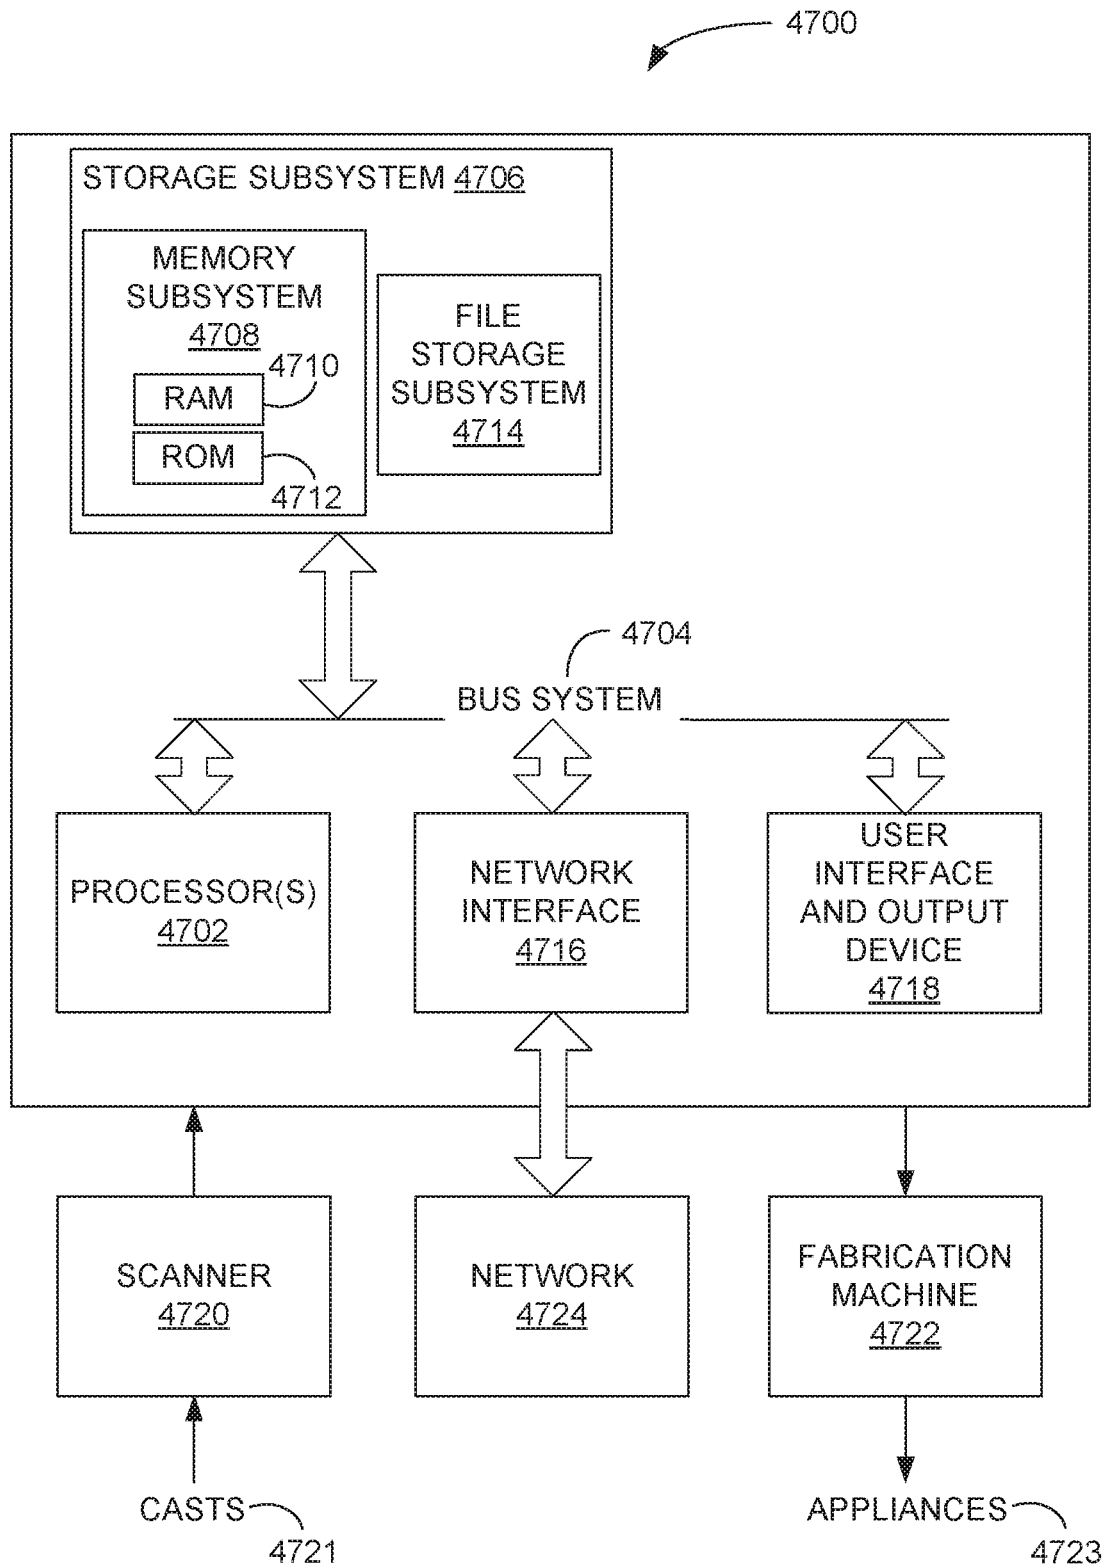 4700
STORAGE SUBSYSTEM 4706
MEMORY
SUBSYSTEM
4708
4710
RAM
ROM
4712
FILE
STORAGE
SUBSYSTEM
4714
4704
BUS SYSTEM
PROCESSOR(S)
4702
NETWORK
INTERFACE
4716
USER
INTERFACE
AND OUTPUT
DEVICE
4718
SCANNER
4720
NETWORK
4724
FABRICATION
MACHINE
4722
CASTS
4721
APPLIANCES
4723